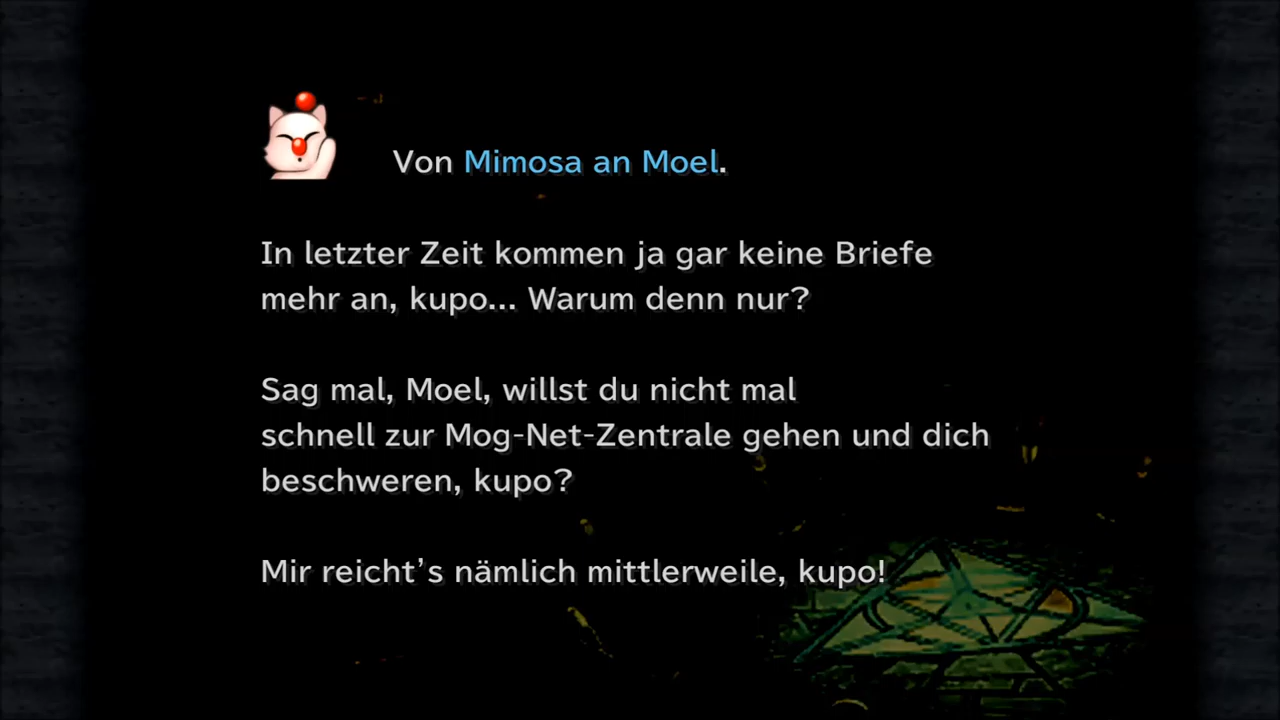 Von Mimosa an Moel.
In letzter Zeit kommen ja gar keine Briefe
mehr an, kupo... Warum denn nur?
Sag mal, Moel, willst du nicht mal
schnell zur Mog-Net-Zentrale gehen und dich
beschweren, kupo?
Mir reicht’s nämlich mittlerweile, kupo!